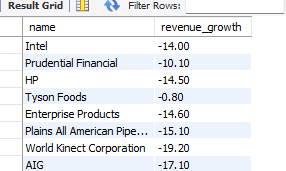 Result Grid Filter Rows:
name revenue_growth
Intel -14.00
Prudential Financial -10.10
HP -14.50
Tyson Foods -0.80
Enterprise Products -14.60
Plains All American Pipe... -15.10
World Kinect Corporation -19.20
AIG -17.10